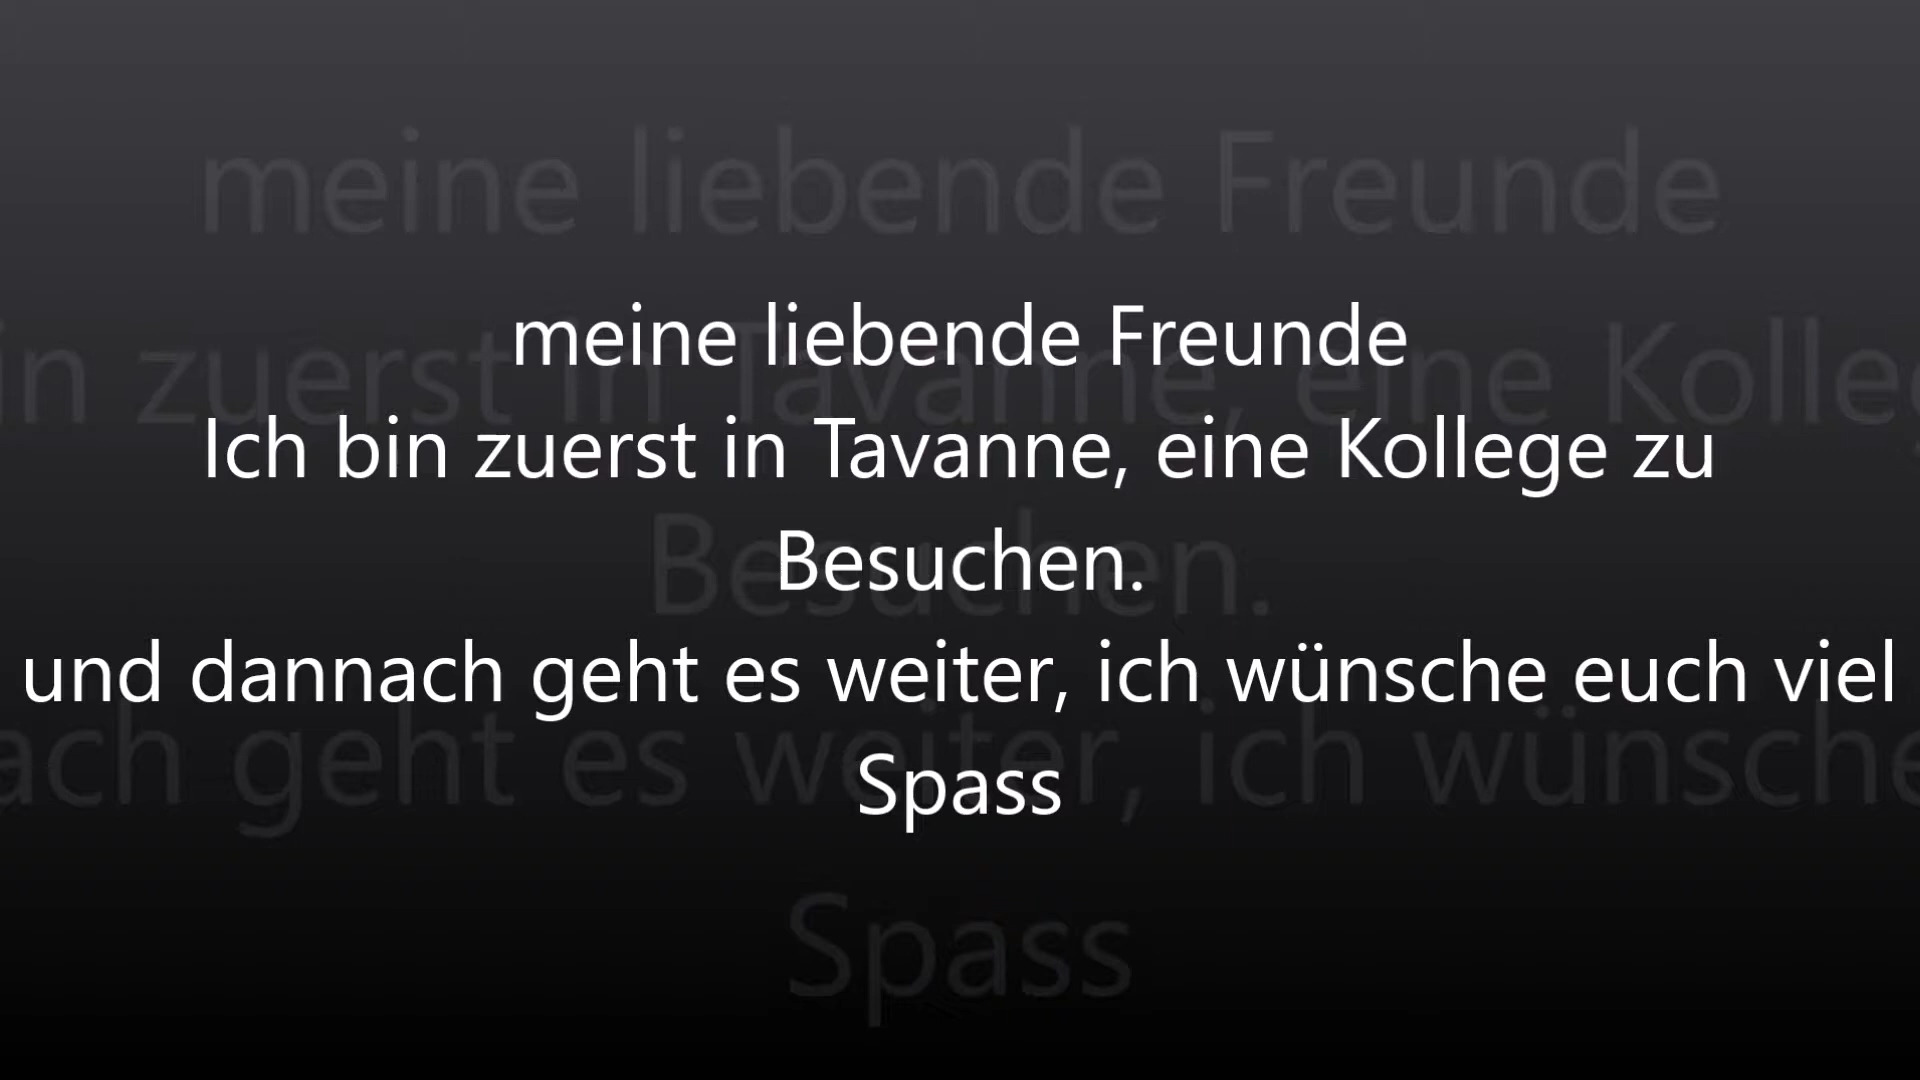 meine liebende Freunde
Ich bin zuerst in Tavanne, eine Kollege zu
Besuchen.
und dannach geht es weiter, ich wünsche euch viel
Spass